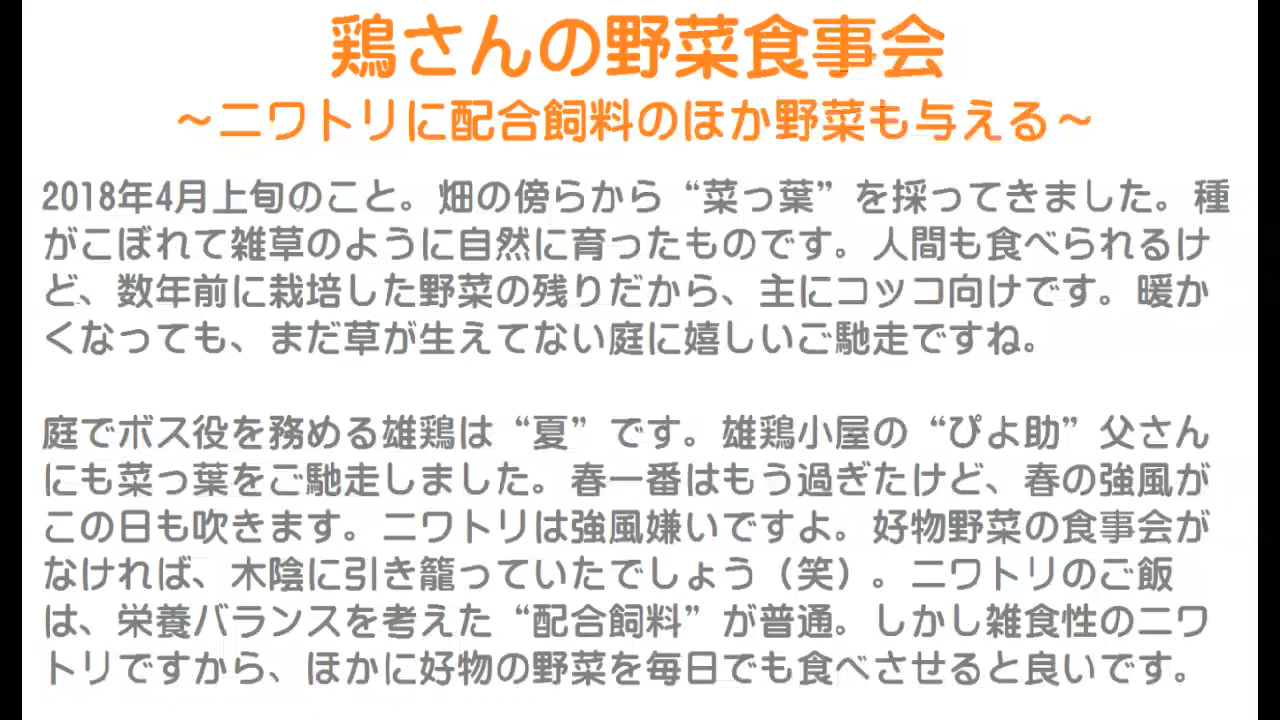 鶏さんの野菜食事会
～ニワトリに配合飼料のほか野菜も与える～
2018年4月上旬のこと。畑の傍らから“菜っ葉”を採ってきました。種
がこぼれて雑草のように自然に育ったものです。人間も食べられるけ
ど、数年前に栽培した野菜の残りだから、主にコッコ向けです。暖か
くなっても、まだ草が生えてない庭に嬉しいご馳走ですね。
庭でボス役を務める雄鶏は“夏”です。雄鶏小屋の“ぴよ助”父さん
にも菜っ葉をご馳走しました。春一番はもう過ぎたけど、春の強風が
この日も吹きます。ニワトリは強風嫌いですよ。好物野菜の食事会が
なければ、木陰に引き籠っていたでしょう（笑）。ニワトリのご飯
は、栄養バランスを考えた“配合飼料”が普通。しかし雑食性のニワ
トリですから、ほかに好物の野菜を毎日でも食べさせると良いです。